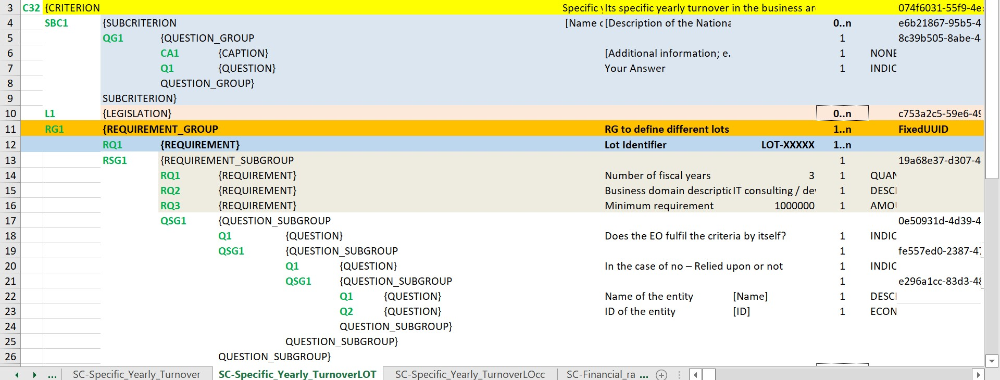 3 C32 {CRITERION Specific Its specific yearly turnover in the business 074f6031-55f9-4e
4 SBC1 {SUBCRITERION [Name [Description of the 0..n e6b21867-95b5-4
5 QG1 {QUESTION_GROUP 1 8c39b505-8abe-4
6 CA1 {CAPTION} [Additional information; e. 1 NONE
7 Q1 {QUESTION} Your Answer 1 INDIC
8 QUESTION_GROUP}
9 SUBCRITERION}
10 L1 {LEGISLATION} 0..n c753a2c5-59e6-49
11 RG1 {REQUIREMENT_GROUP RG to define different lots 1..n FixedUUID
12 RQ1 {REQUIREMENT} Lot Identifier LOT-XXXXX 1..n
13 RSG1 {REQUIREMENT_SUBGROUP 1 19a68e37-d307-4
14 RQ1 {REQUIREMENT} Number of fiscal years 3 1 QUAN
15 RQ2 {REQUIREMENT} Business domain descriptic IT consulting / dev 1 DESCI
16 RQ3 {REQUIREMENT} Minimum requirement 1000000 1 AMOU
17 QSG1 {QUESTION_SUBGROUP 0e50931d-4d39-4
18 Q1 {QUESTION} Does the EO fulfil the criteria by itself? 1 INDIC
19 QSG1 {QUESTION_SUBGROUP 1 fe557ed0-2387-47
20 Q1 {QUESTION} In the case of no – Relied upon or not 1 INDIC
21 QSG1 {QUESTION_SUBGROUP 1 e296a1cc-83d3-48
22 Q1 {QUESTION} Name of the entity [Name] 1 DESCI
23 Q2 {QUESTION} ID of the entity [ID] 1 ECON
24 QUESTION_SUBGROUP}
25 QUESTION_SUBGROUP}
26 QUESTION_SUBGROUP}
... SC-Specific_Yearly_Turnover SC-Specific_Yearly_TurnoverLOT SC-Specific_Yearly_TurnoverLOcc SC-Financial_ra ...